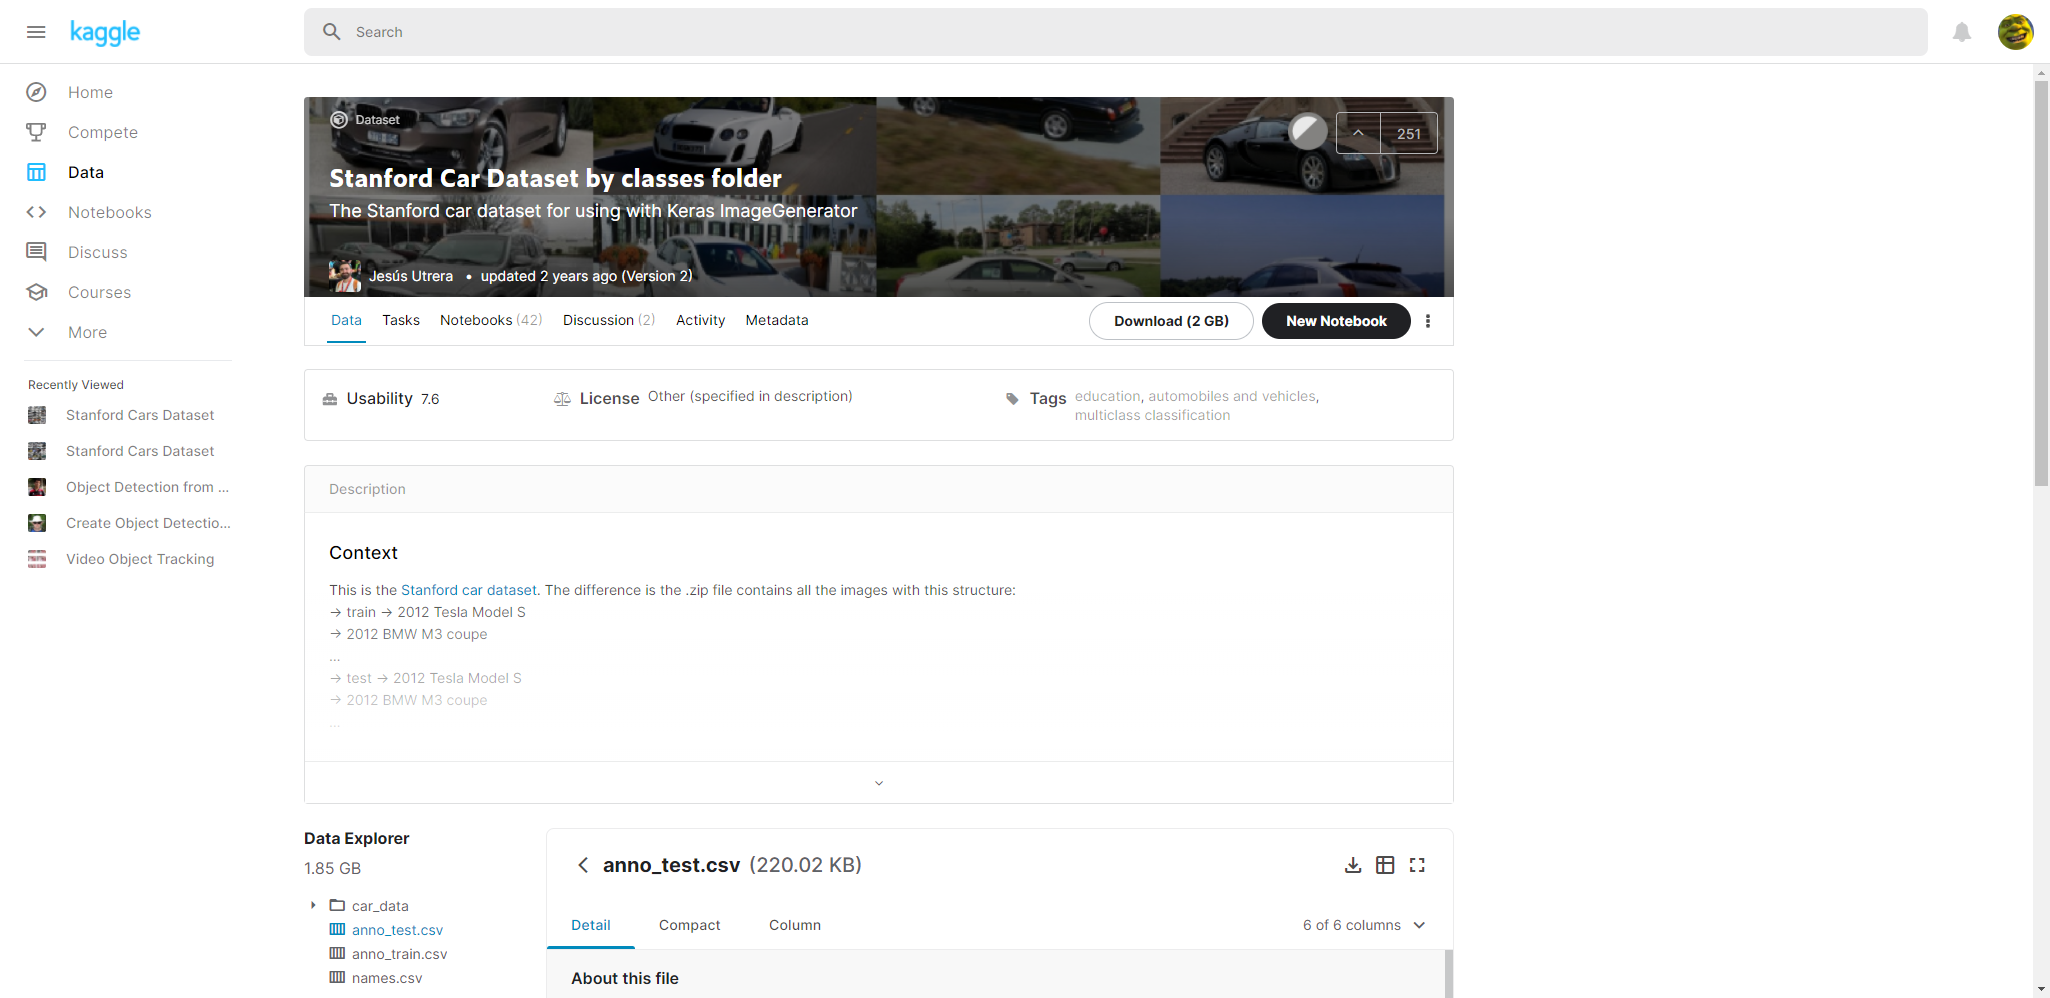 kaggle
Search
Home
Compete
Data
Notebooks
Discuss
Courses
More
Recently Viewed
Stanford Cars Dataset
Stanford Cars Dataset
Object Detection from ...
Create Object Detectio...
Video Object Tracking
Dataset
251
Stanford Car Dataset by classes folder
The Stanford car dataset for using with Keras ImageGenerator
Jesús Utrera • updated 2 years ago (Version 2)
Data Tasks Notebooks (42) Discussion (2) Activity Metadata Download (2 GB) New Notebook
Usability 7.6 License Other (specified in description) Tags education, automobiles and vehicles,
multiclass classification
Description
Context
This is the Stanford car dataset. The difference is the .zip file contains all the images with this structure:
→ train → 2012 Tesla Model S
→ 2012 BMW M3 coupe
...
→ test → 2012 Tesla Model S
→ 2012 BMW M3 coupe
...
Data Explorer
1.85 GB
car_data
anno_test.csv
anno_train.csv
names.csv
anno_test.csv (220.02 KB)
Detail Compact Column 6 of 6 columns
About this file